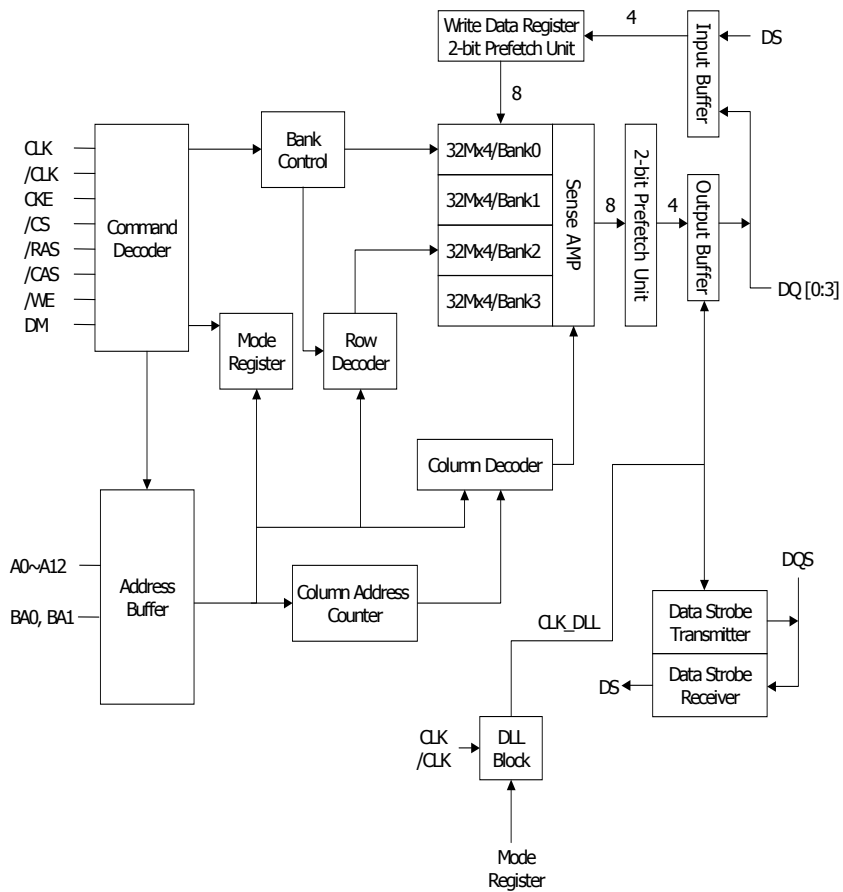 Write Data Register
2-bit Prefetch Unit
4
Input Buffer
DS
8
Bank
Control
CLK
/CLK
CKE
/CS
/RAS
/CAS
/WE
DM
Command
Decoder
32Mx4/Bank0
32Mx4/Bank1
32Mx4/Bank2
32Mx4/Bank3
Sense AMP
8
2-bit Prefetch Unit
4
Output Buffer
DQ [0:3]
Mode
Register
Row
Decoder
Column Decoder
A0~A12
BA0, BA1
Address
Buffer
Column Address
Counter
CLK_DLL
DQS
Data Strobe
Transmitter
Data Strobe
Receiver
DS
CLK
/CLK
DLL
Block
Mode
Register